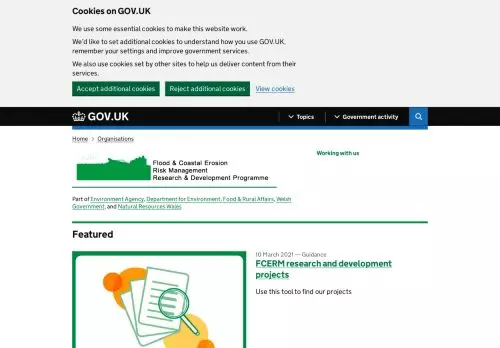 Cookies on GOV.UK
We use some essential cookies to make this website work.
We'd like to set additional cookies to understand how you use GOV.UK,
remember your settings and improve government services.
We also use cookies set by other sites to help us deliver content from their
services.
Accept additional cookies Reject additional cookies View cookies
GOV.UK Topics Government activity
Home Organisations
Flood & Coastal Erosion
Risk Management
Research & Development Programme
Working with us
Part of Environment Agency, Department for Environment, Food & Rural Affairs, Welsh
Government, and Natural Resources Wales
Featured
10 March 2021 — Guidance
FCERM research and development
projects
Use this tool to find our projects